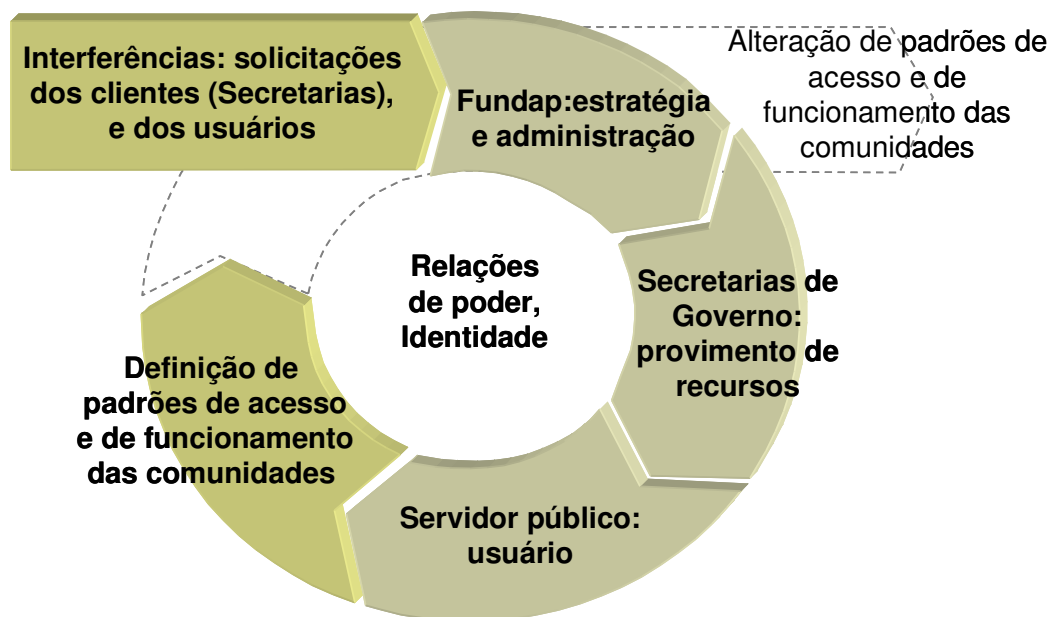 Interferências: solicitações
dos clientes (Secretarias),
e dos usuários
Fundap:estratégia
e administração
Alteração de padrões de
acesso e de
funcionamento das
comunidades
Relações
de poder,
Identidade
Secretarias de
Governo:
provimento de
recursos
Definição de
padrões de acesso
e de funcionamento
das comunidades
Servidor público:
usuário